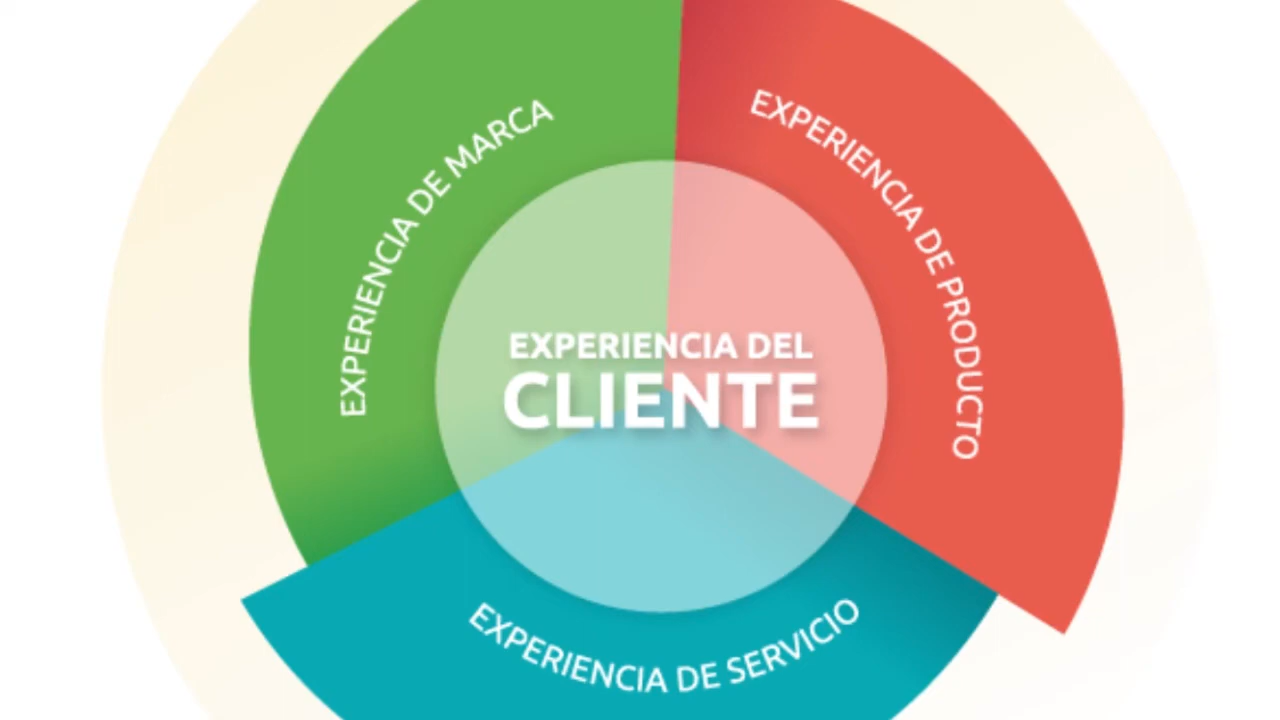 EXPERIENCIA DE MARCA
EXPERIENCIA DE PRODUCTO
EXPERIENCIA DEL
CLIENTE
EXPERIENCIA DE SERVICIO